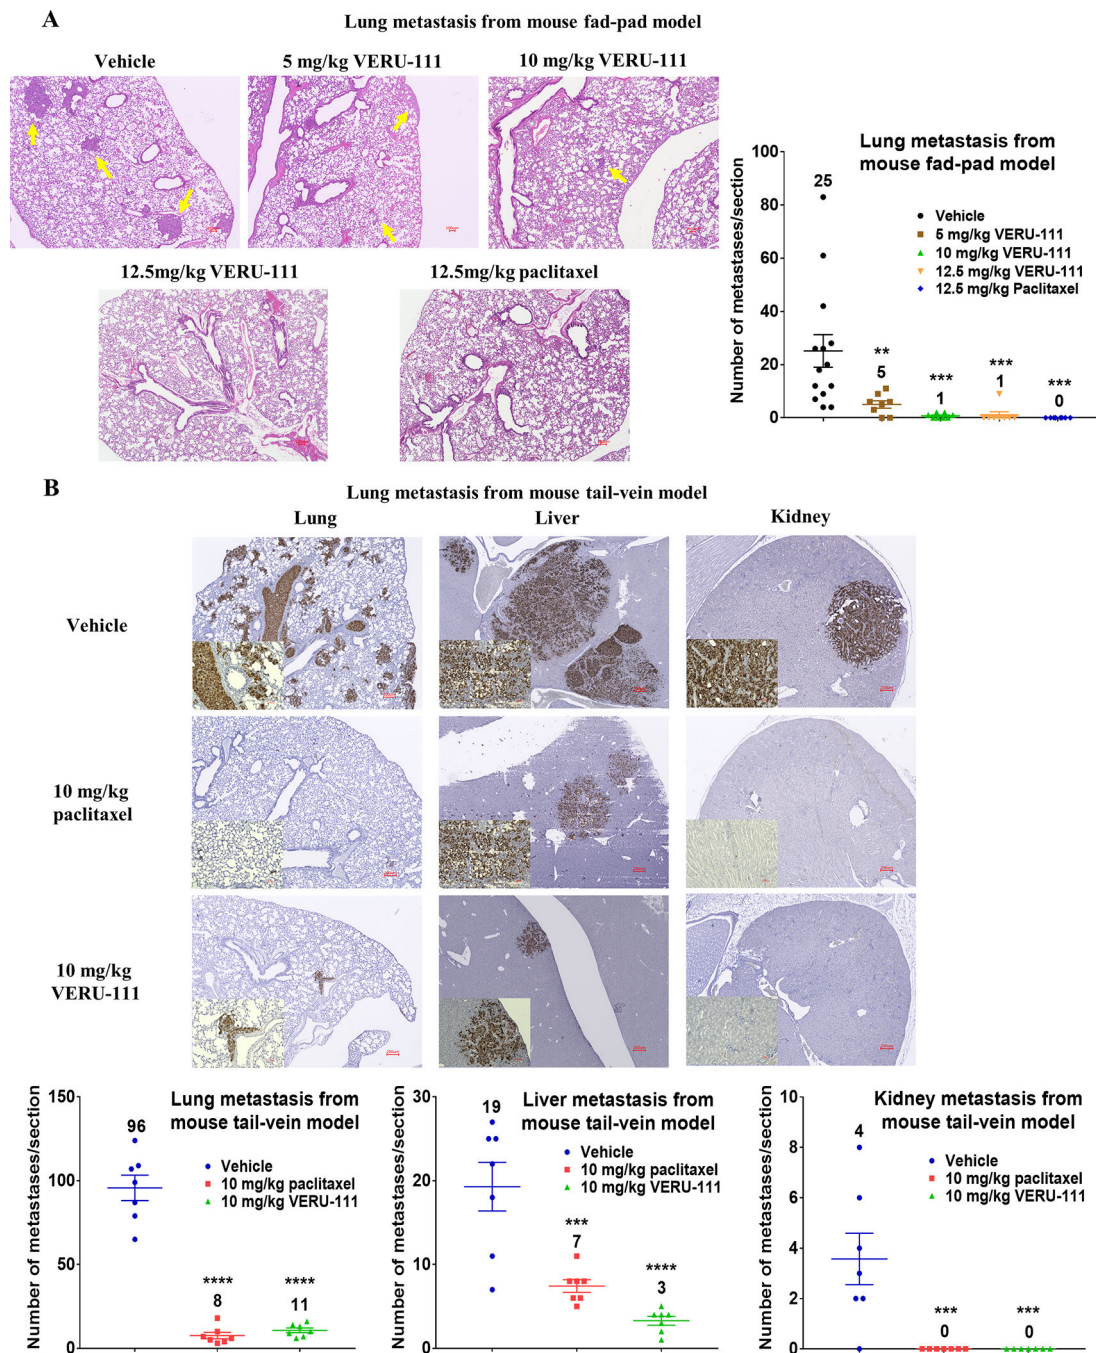 A
Lung metastasis from mouse fad-pad model
Vehicle
5 mg/kg VERU-111
10 mg/kg VERU-111
12.5mg/kg VERU-111
12.5mg/kg paclitaxel
Lung metastasis from
mouse fad-pad model
Number of metastases/section
100
80
60
40
20
0
25
**
5
***
1
***
1
***
0
Vehicle
5 mg/kg VERU-111
10 mg/kg VERU-111
12.5 mg/kg VERU-111
12.5 mg/kg Paclitaxel
B
Lung metastasis from mouse tail-vein model
Lung
Liver
Kidney
Vehicle
10 mg/kg
paclitaxel
10 mg/kg
VERU-111
Lung metastasis from
mouse tail-vein model
Number of metastases/section
150
100
50
0
96
****
8
****
11
Vehicle
10 mg/kg paclitaxel
10 mg/kg VERU-111
Liver metastasis from
mouse tail-vein model
Number of metastases/section
30
20
10
0
19
***
7
****
3
Vehicle
10 mg/kg paclitaxel
10 mg/kg VERU-111
Kidney metastasis from
mouse tail-vein model
Number of metastases/section
8
6
4
2
0
4
***
0
***
0
Vehicle
10 mg/kg paclitaxel
10 mg/kg VERU-111